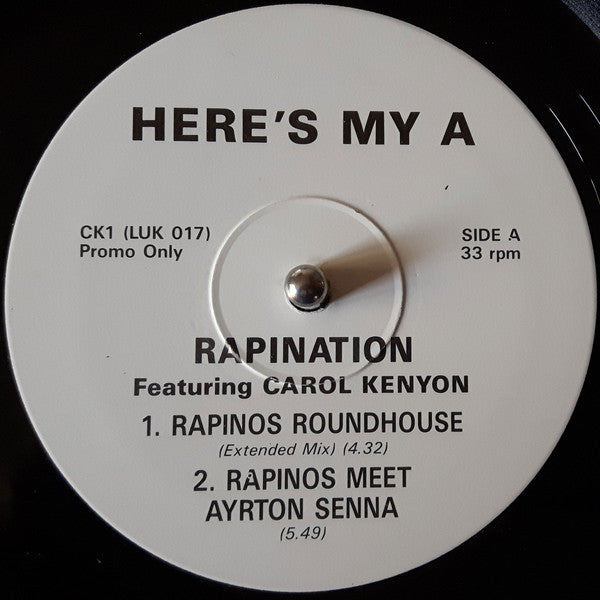 HERE'S MY A
CK1 (LUK 017)
Promo Only
SIDE A
33 rpm
RAPINATION
Featuring CAROL KENYON
1. RAPINOS ROUNDHOUSE
(Extended Mix) (4.32)
2. RAPINOS MEET
AYRTON SENNA
(5.49)